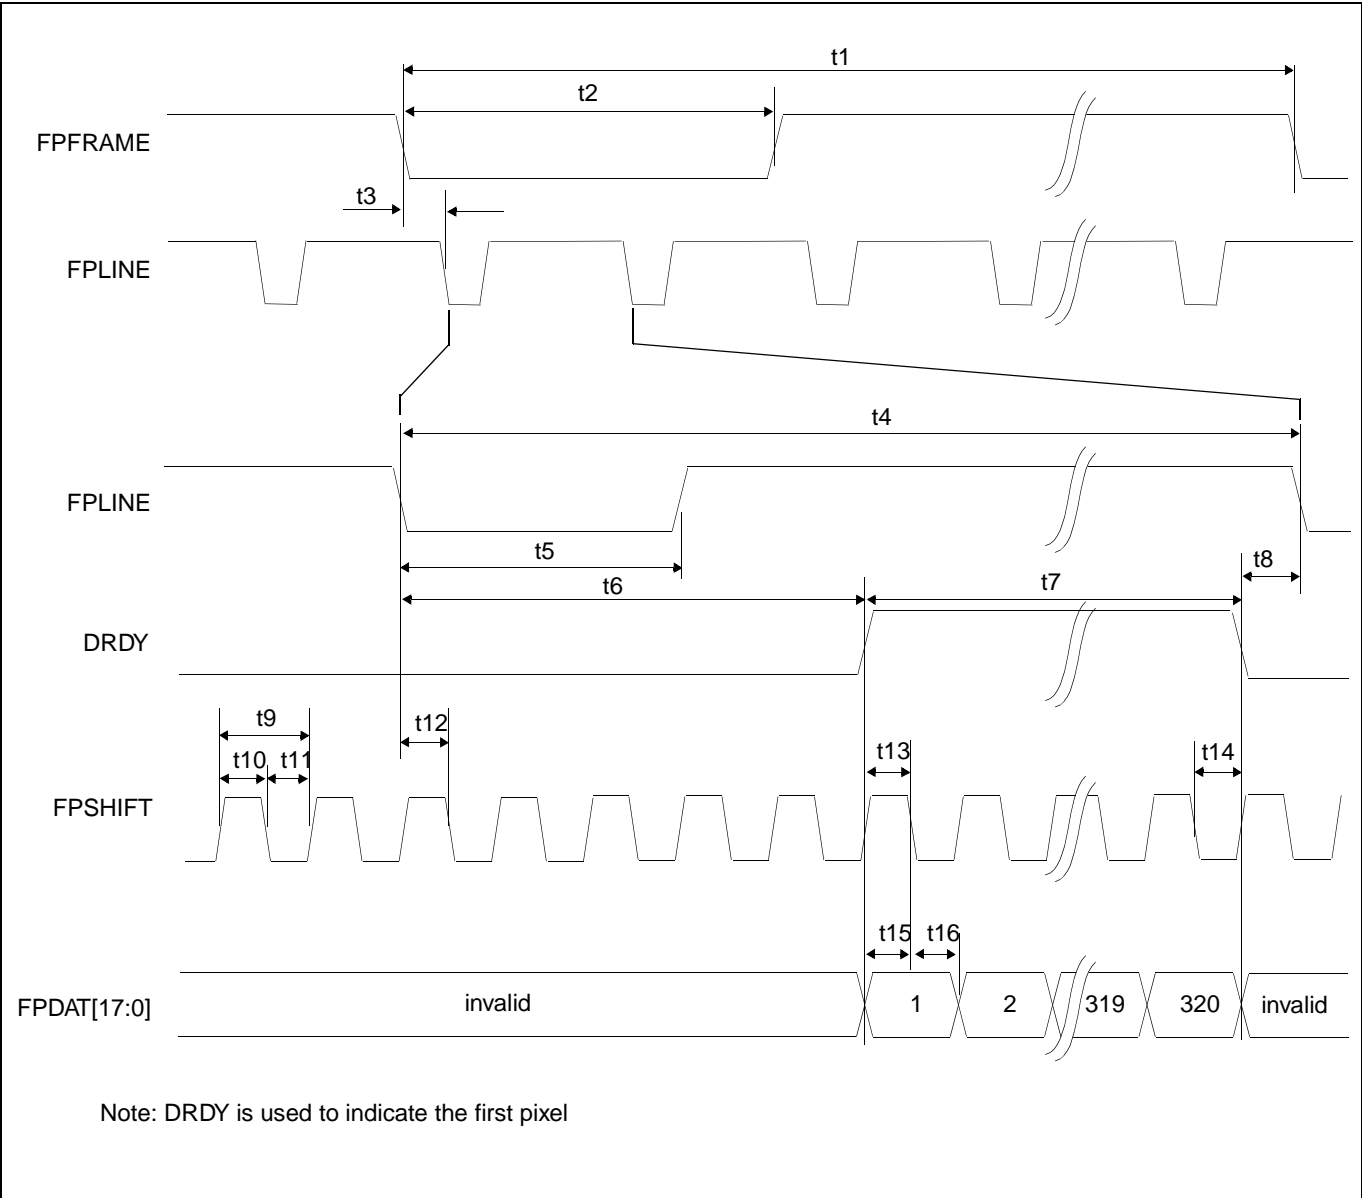 t1
t2
FPFRAME
t3
FPLINE
t4
FPLINE
t5
t8
t6
t7
DRDY
t9
t12
t10
t11
t13
t14
FPSHIFT
t15
t16
FPDAT[17:0]
invalid
1
2
319
320
invalid
Note: DRDY is used to indicate the first pixel